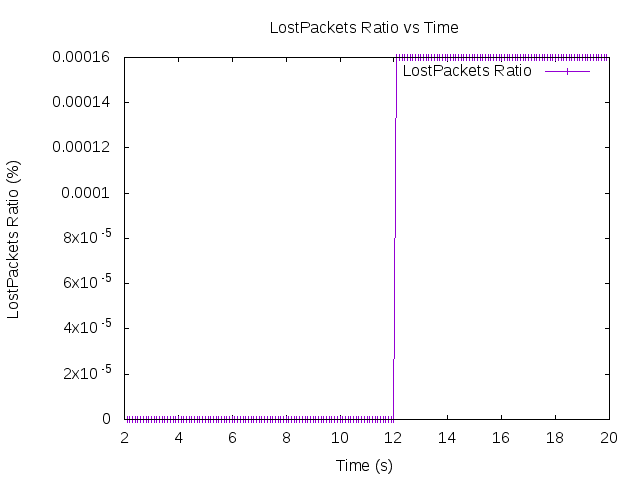 LostPackets Ratio vs Time
0.00016
LostPackets Ratio
0.00014
0.00012
0.0001
8x10^-5
6x10^-5
4x10^-5
2x10^-5
0
LostPackets Ratio (%)
2 4 6 8 10 12 14 16 18 20
Time (s)